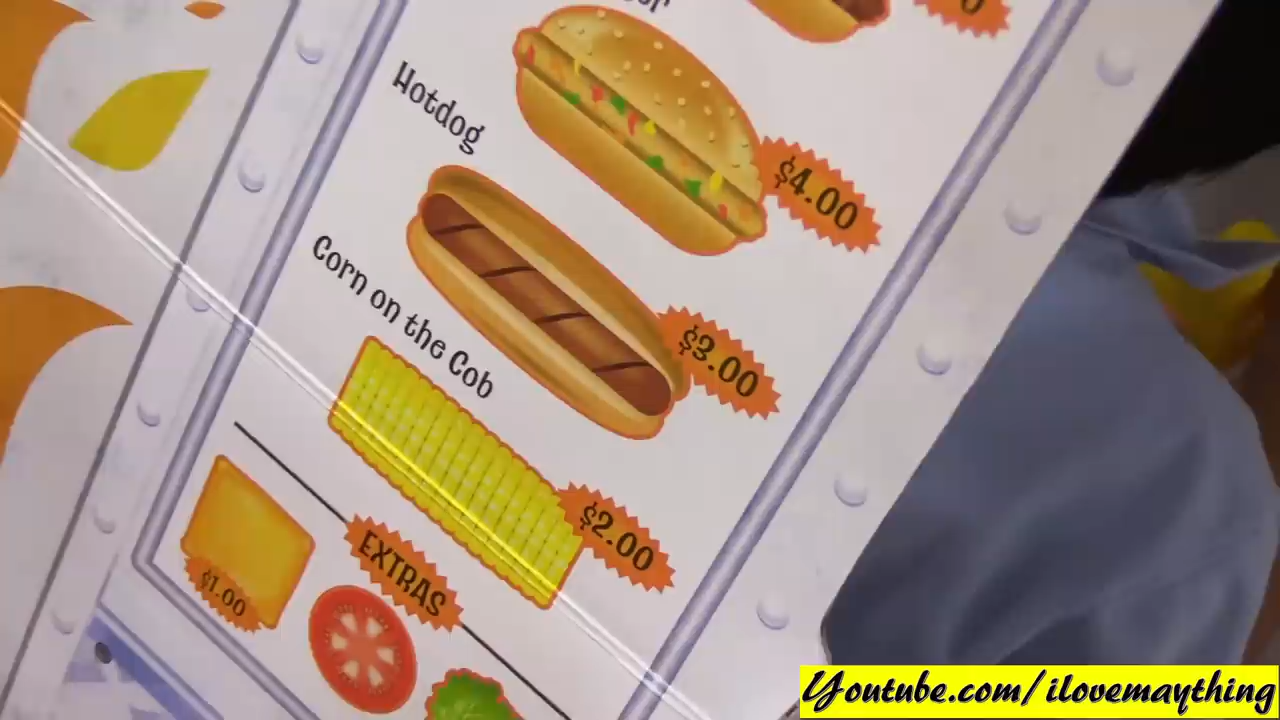 $4.00
Hotdog
$3.00
Corn on the Cob
$2.00
EXTRAS
$1.00
Youtube.com/ilovemaything